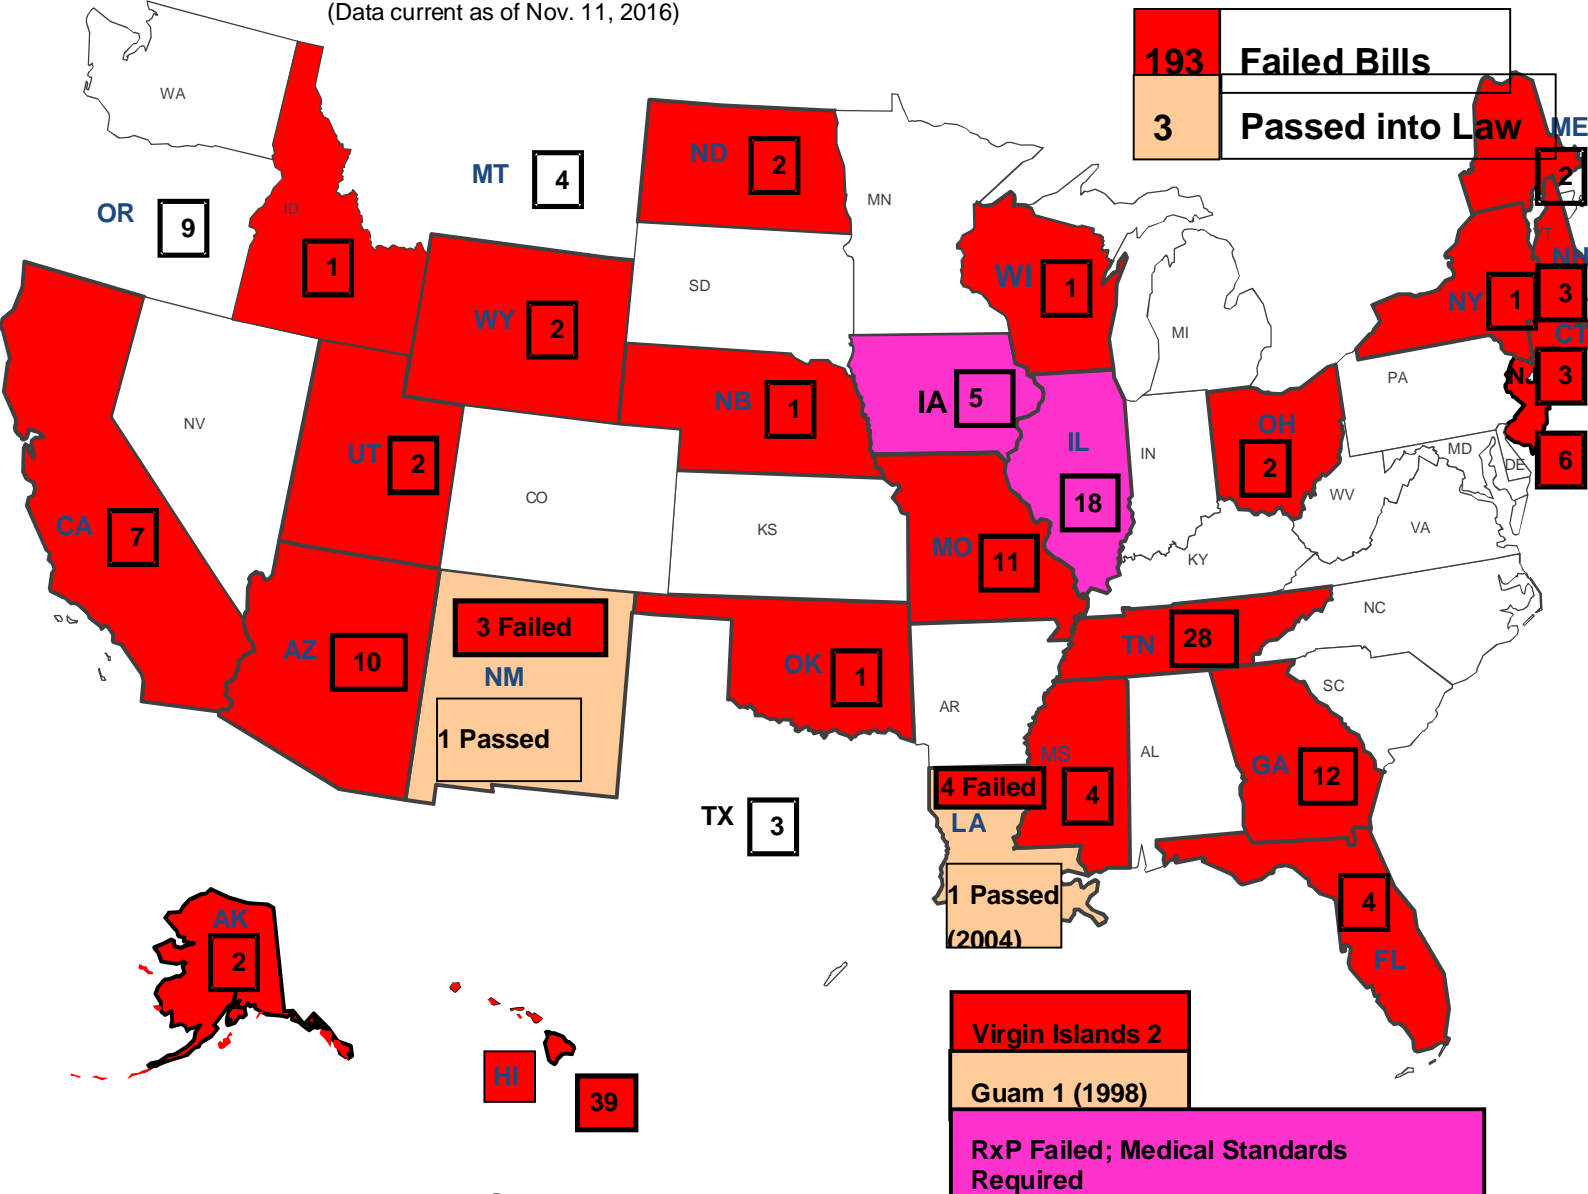 (Data current as of Nov. 11, 2016)
193 Failed Bills
3 Passed into Law
WA
OR 9
ID
1
MT 4
ND 2
MN
ME
2
VT
NH
3
NY 1
CT
3
NJ
6
WY 2
SD
WI 1
MI
PA
NV
UT 2
NB 1
IA 5
IL
18
IN
OH
2
MD
DE
WV
VA
CA 7
CO
KS
MO 11
KY
NC
AZ 10
3 Failed
NM
1 Passed
OK 1
AR
TN 28
SC
MS
4
AL
GA 12
TX 3
4 Failed
LA
1 Passed
(2004)
4
FL
AK
2
HI
39
Virgin Islands 2
Guam 1 (1998)
RxP Failed; Medical Standards
Required